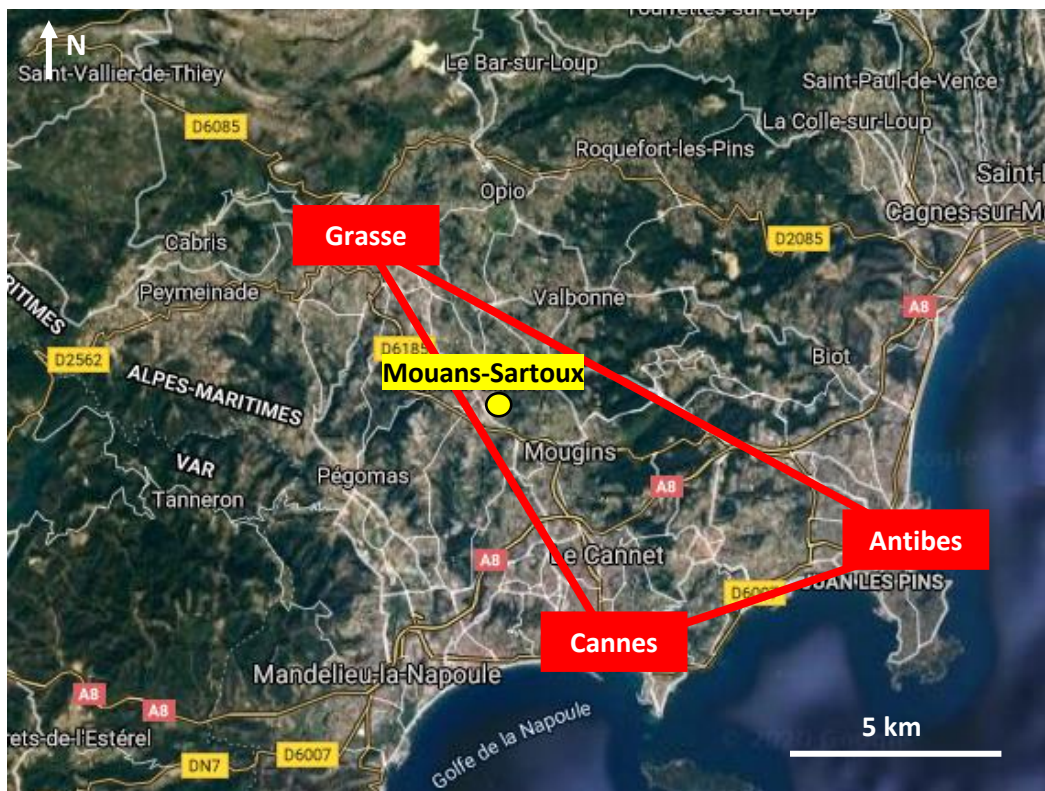 N
Saint-Vallier-de-Thiey
Le Bar-sur-Loup
Saint-Paul-de-Vence
D6085
La Colle-sur-Loup
Roquefort-les-Pins
Opio
Saint-
Grasse
Cagnes-sur-M
Cabris
D2085
Peymeinade
Valbonne
A8
RITIMES
D6185
D2562
Biot
Mouans-Sartoux
ALPES-MARITIMES
Mougins
VAR
Pégomas
A8
Tanneron
Antibes
A8
Le Cannet
JUAN LES PINS
D6007
Cannes
Mandelieu-la-Napoule
A8
A8
5 km
rets-de-l'Estérel
Golfe de la Napoule
D6007
DN7